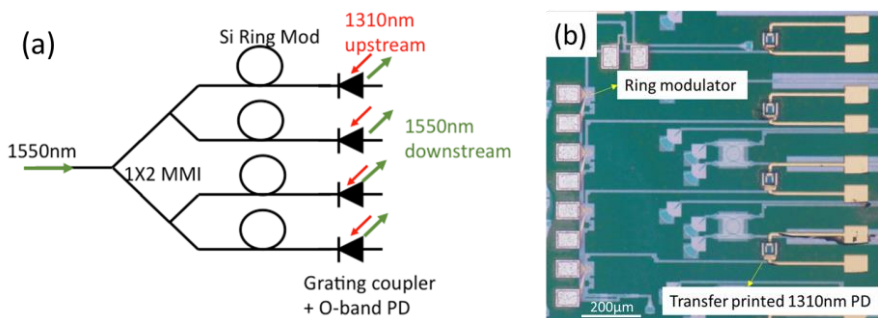 (a)
Si Ring Mod
1310nm
upstream
1550nm
1X2 MMI
1550nm
downstream
Grating coupler
+ O-band PD
(b)
Ring modulator
Transfer printed 1310nm PD
200μm